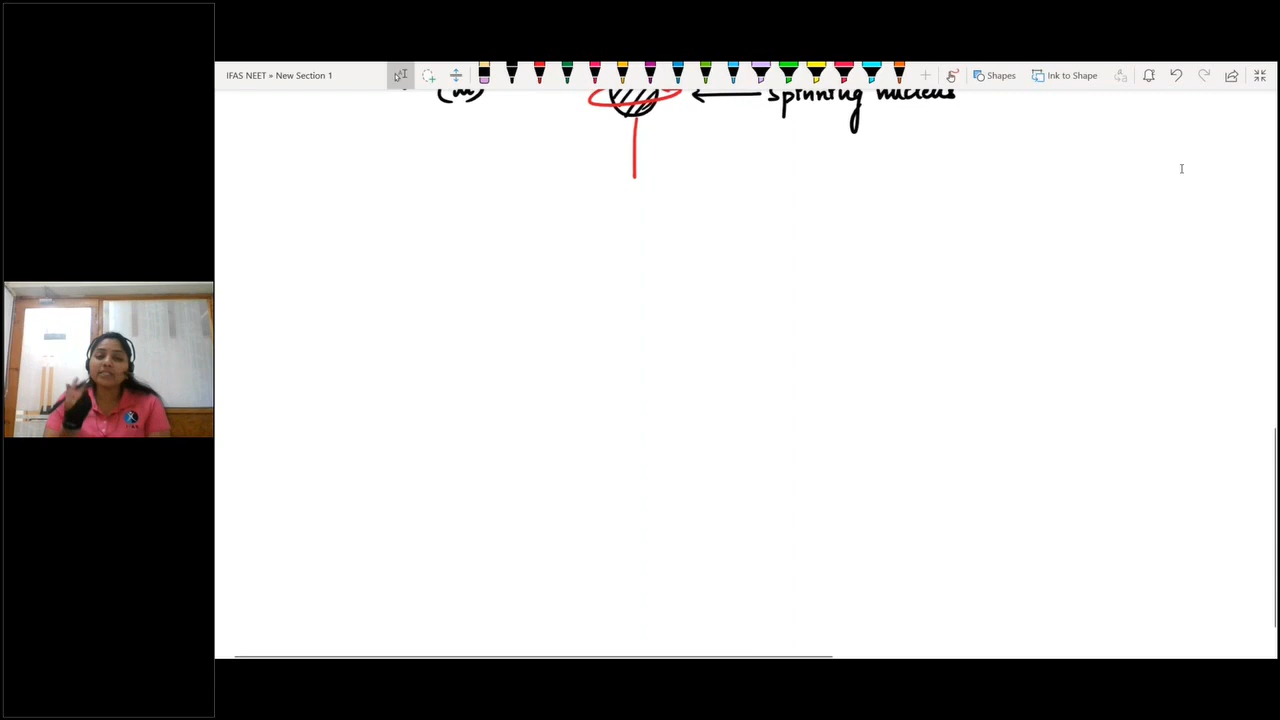 IFAS NEET » New Section 1
Shapes
Ink to Shape
(m)
spinning nucleus